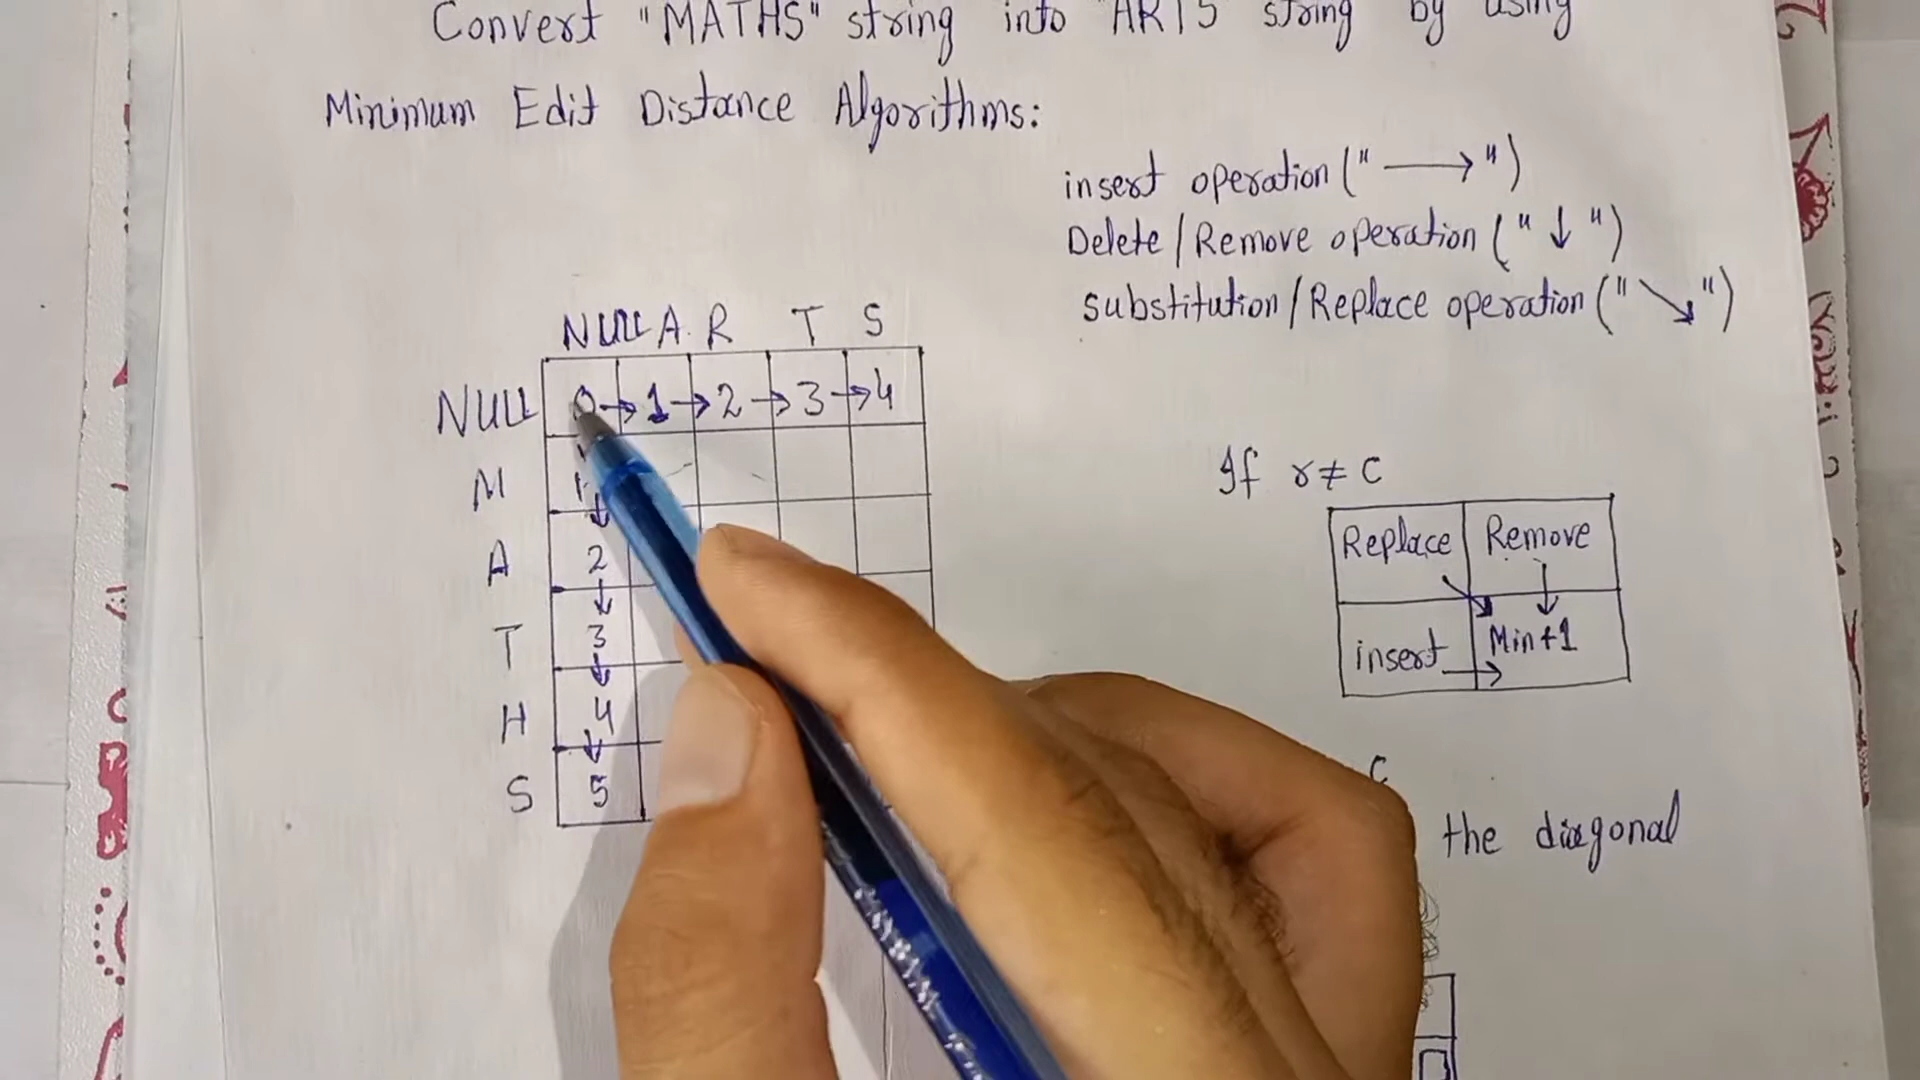 Convert "MATHS" string into "ARTS" string by using
Minimum Edit Distance Algorithms:
insert operation ("⟶")
Delete/Remove operation ("↓")
Substitution/Replace operation ("↘")
NULL A. R T S
NULL 0→1→2→3→4
M 1
↓
A 2
↓
T 3
↓
H 4
↓
S 5
If r≠c
Replace Remove
insert → Min+1
c
the diagonal